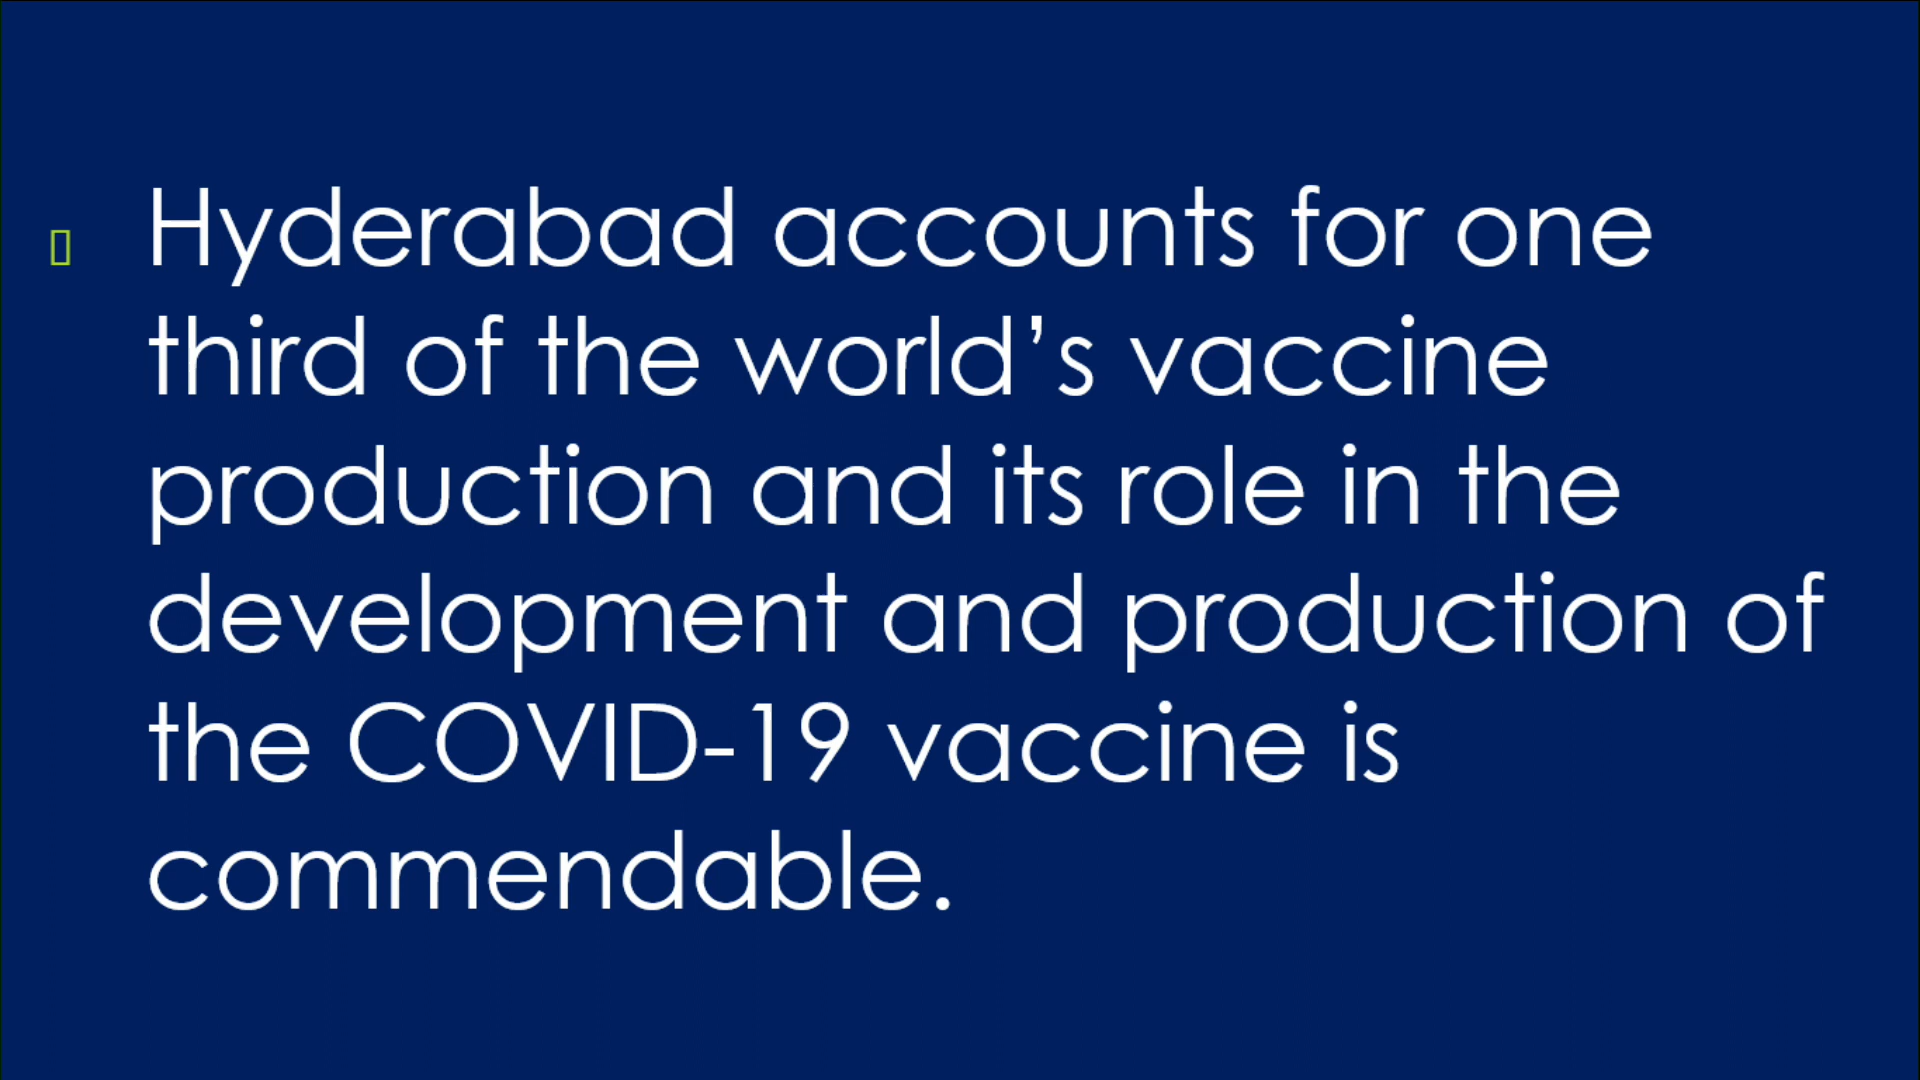 Hyderabad accounts for one
third of the world’s vaccine
production and its role in the
development and production of
the COVID-19 vaccine is
commendable.